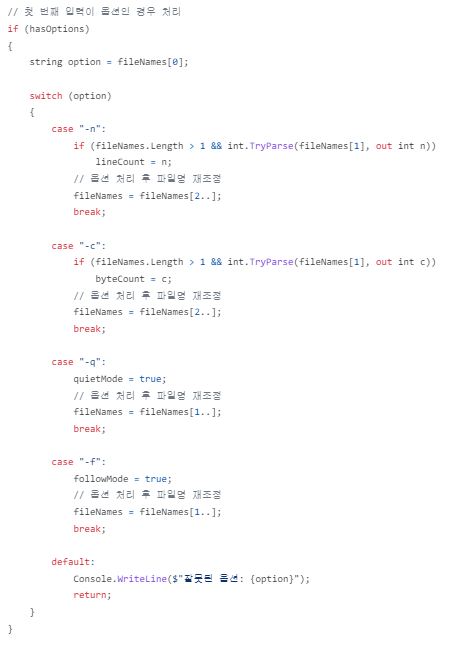 // 첫 번째 입력이 옵션인 경우 처리
if (hasOptions)
{
    string option = fileNames[0];

    switch (option)
    {
        case "-n":
            if (fileNames.Length > 1 && int.TryParse(fileNames[1], out int n))
                lineCount = n;
            // 옵션 처리 후 파일명 재조정
            fileNames = fileNames[2..];
            break;

        case "-c":
            if (fileNames.Length > 1 && int.TryParse(fileNames[1], out int c))
                byteCount = c;
            // 옵션 처리 후 파일명 재조정
            fileNames = fileNames[2..];
            break;

        case "-q":
            quietMode = true;
            // 옵션 처리 후 파일명 재조정
            fileNames = fileNames[1..];
            break;

        case "-f":
            followMode = true;
            // 옵션 처리 후 파일명 재조정
            fileNames = fileNames[1..];
            break;

        default:
            Console.WriteLine($"잘못된 옵션: {option}");
            return;
    }
}